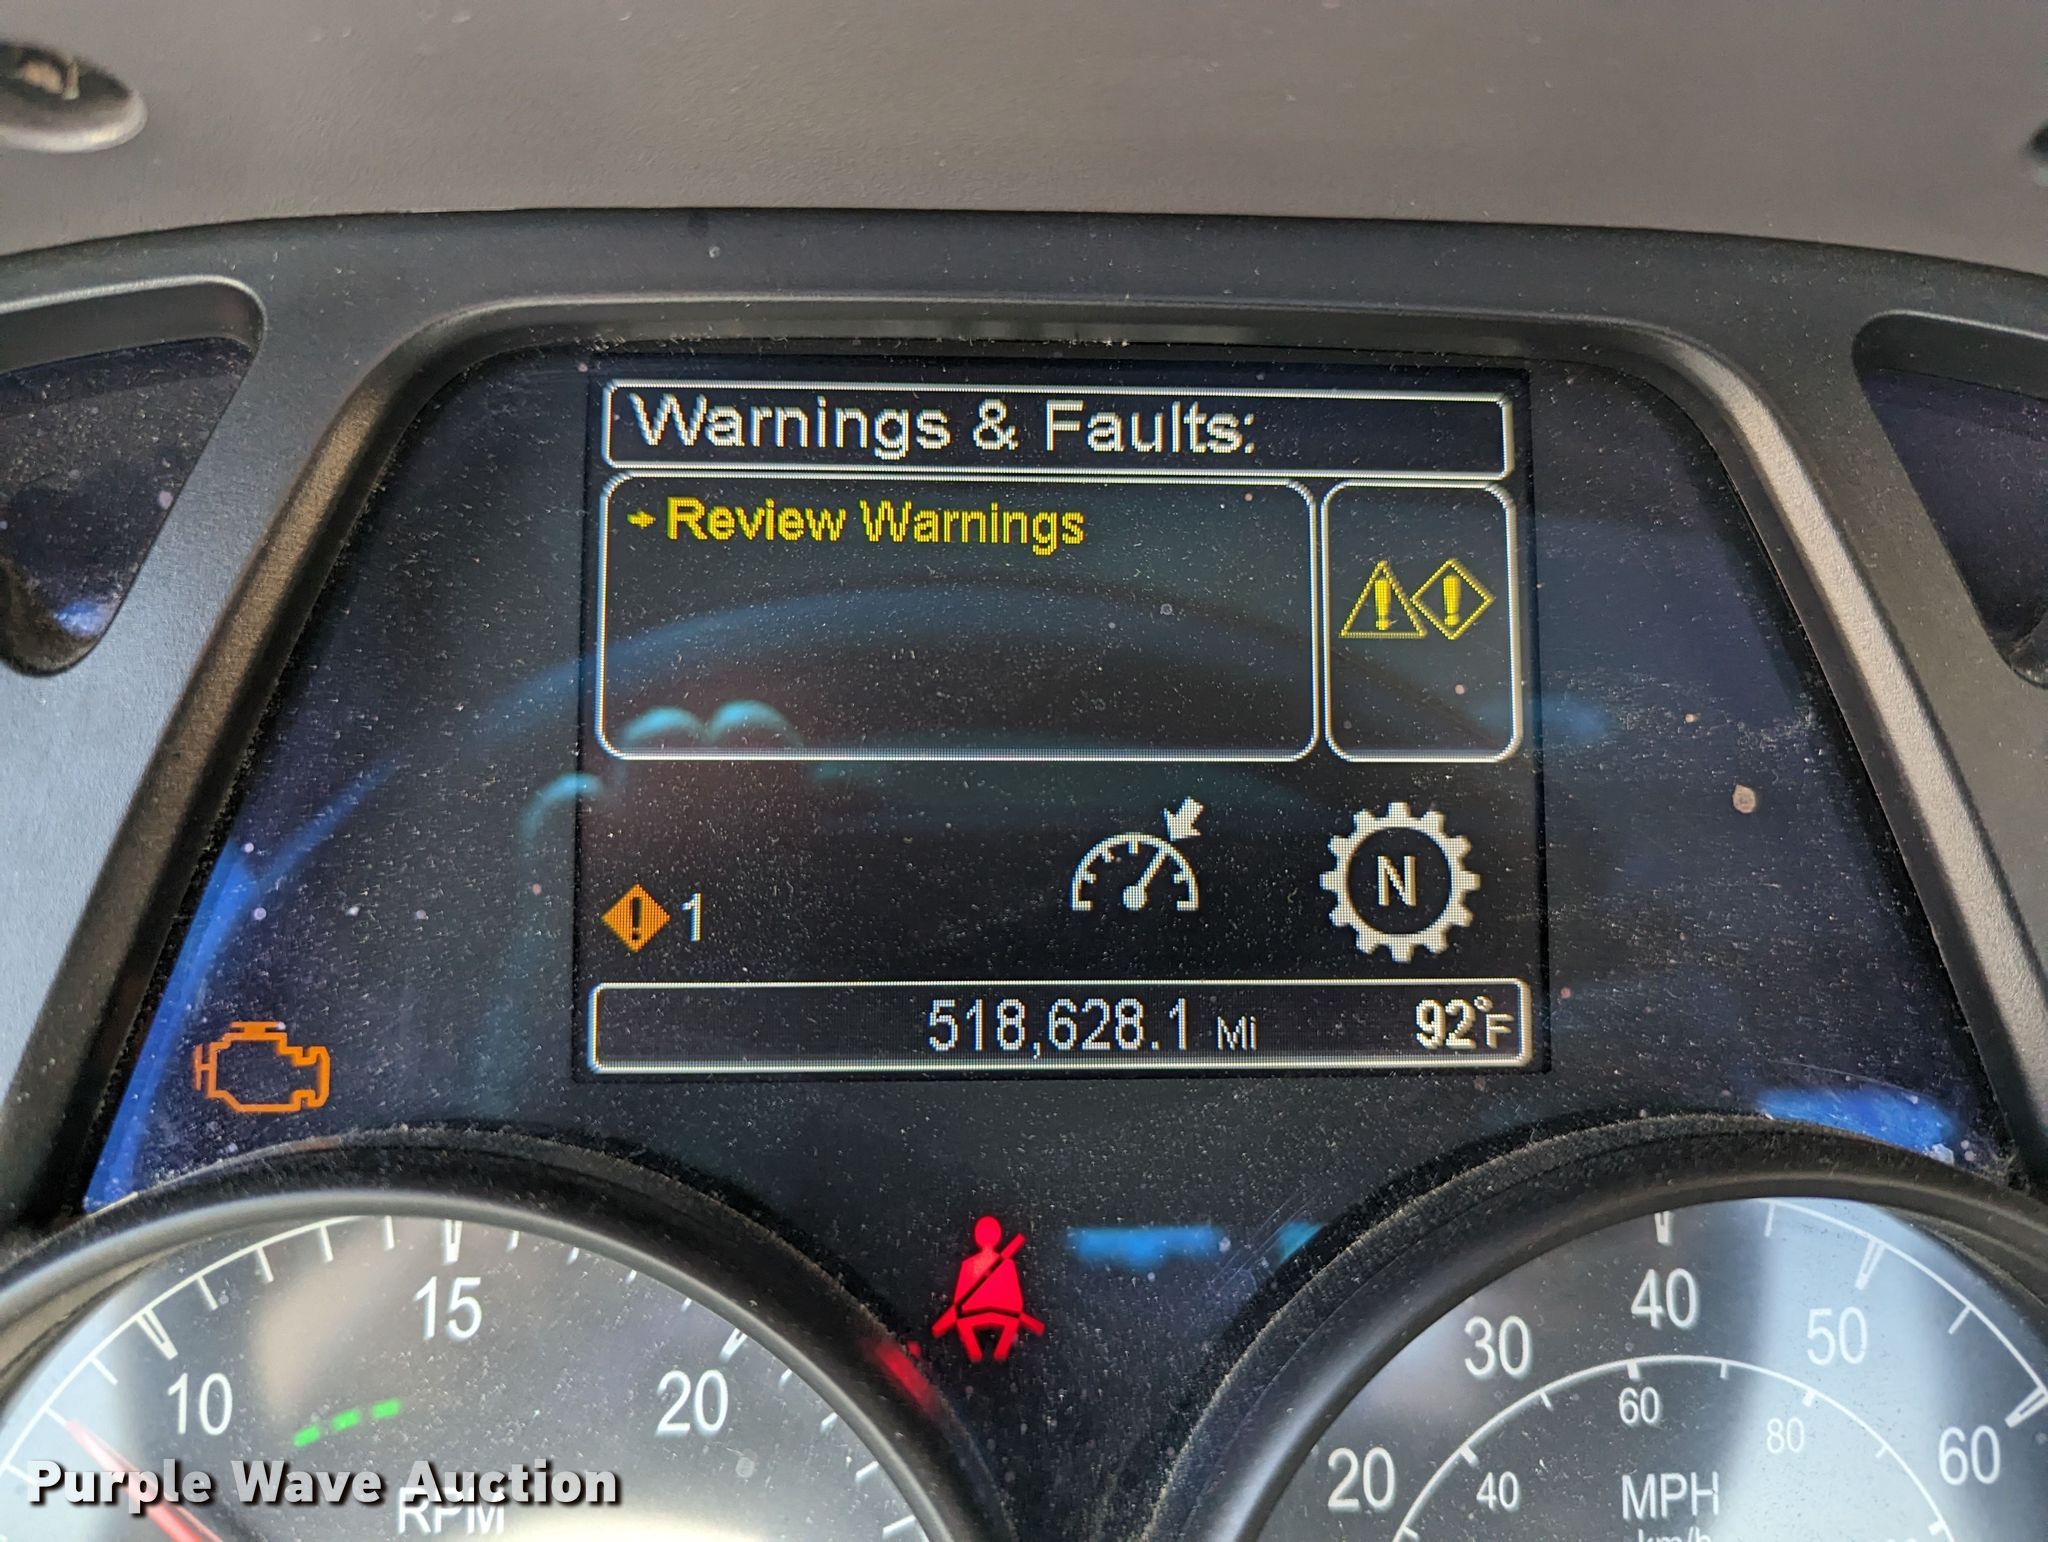 Warnings & Faults:
Review Warnings
1
N
518,628.1 Mi
92°F
10
15
20
RPM
20
30
40
50
60
40
60
80
MPH
km/h
Purple Wave Auction